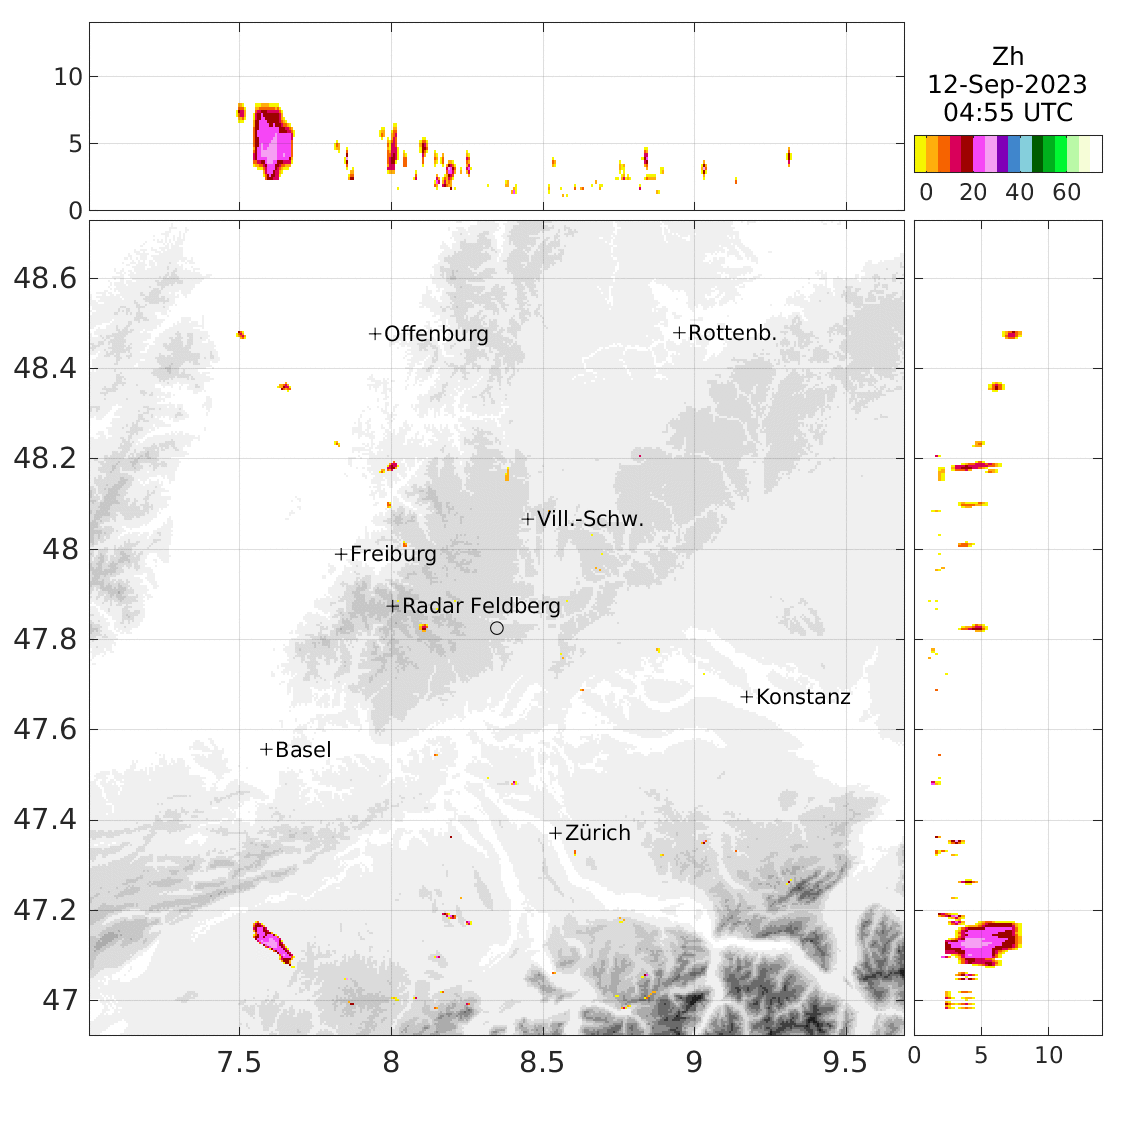 Zh
12-Sep-2023
04:55 UTC
0 20 40 60
10
5
0
48.6
48.4
48.2
48
47.8
47.6
47.4
47.2
47
+Offenburg
+Rottenb.
+Vill.-Schw.
+Freiburg
+Radar Feldberg
+Konstanz
+Basel
+Zürich
7.5 8 8.5 9 9.5
0 5 10